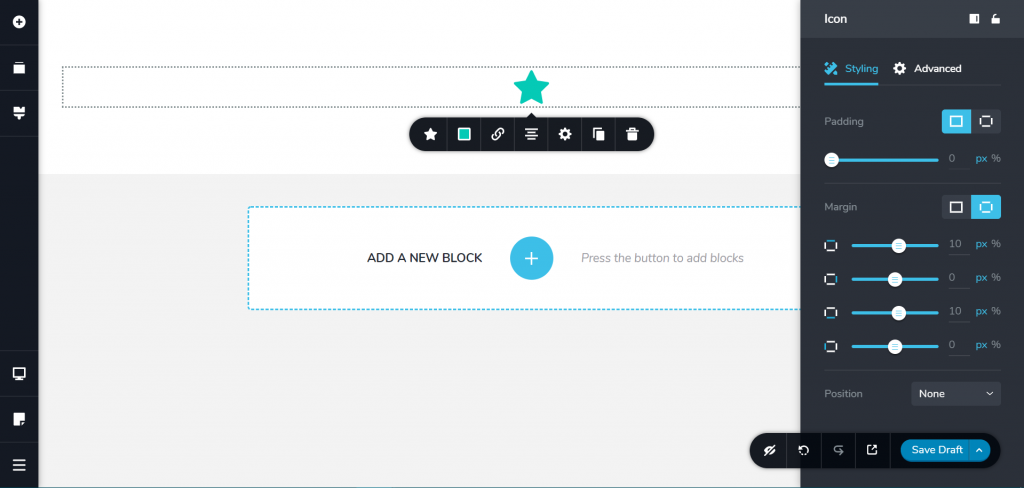 Icon
Styling Advanced
Padding
0 px %
Margin
10 px %
0 px %
10 px %
0 px %
Position None
ADD A NEW BLOCK Press the button to add blocks
Save Draft